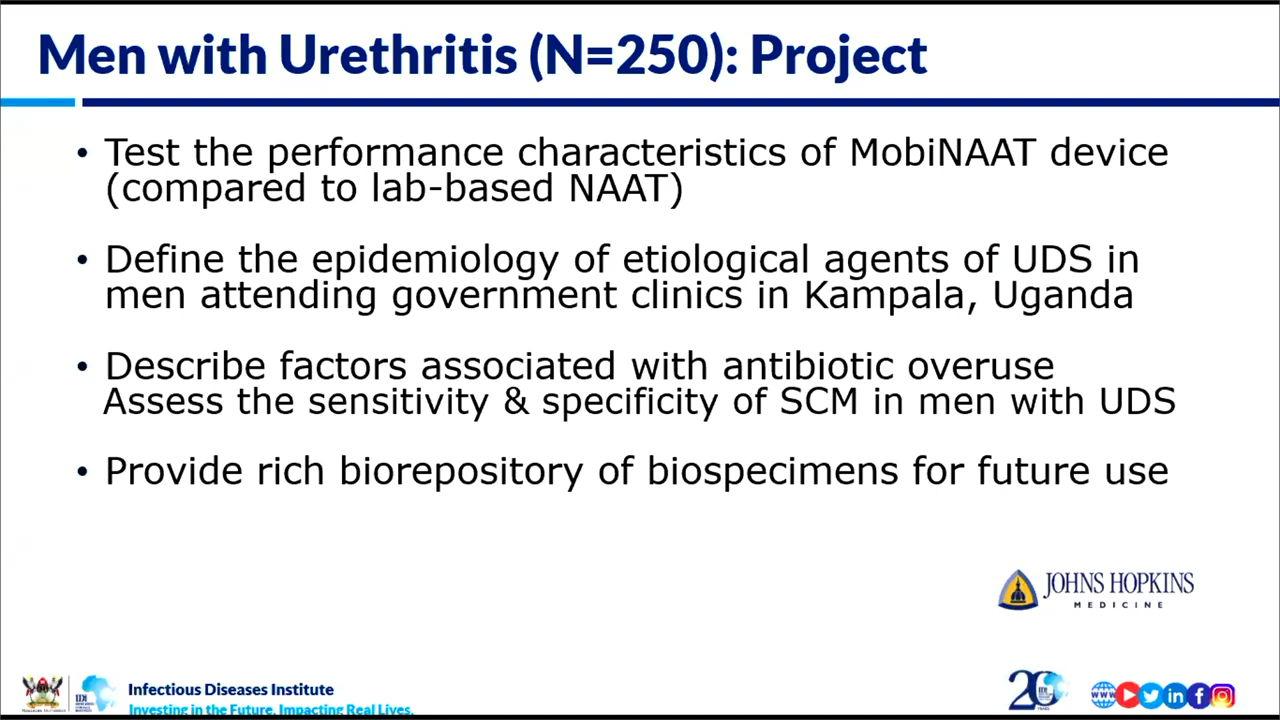 Men with Urethritis (N=250): Project
• Test the performance characteristics of MobiNAAT device
(compared to lab-based NAAT)
• Define the epidemiology of etiological agents of UDS in
men attending government clinics in Kampala, Uganda
• Describe factors associated with antibiotic overuse
Assess the sensitivity & specificity of SCM in men with UDS
• Provide rich biorepository of biospecimens for future use
JOHNS HOPKINS
MEDICINE
IDI
Infectious Diseases Institute
Investing in the Future. Impacting Real Lives.
20
YEARS